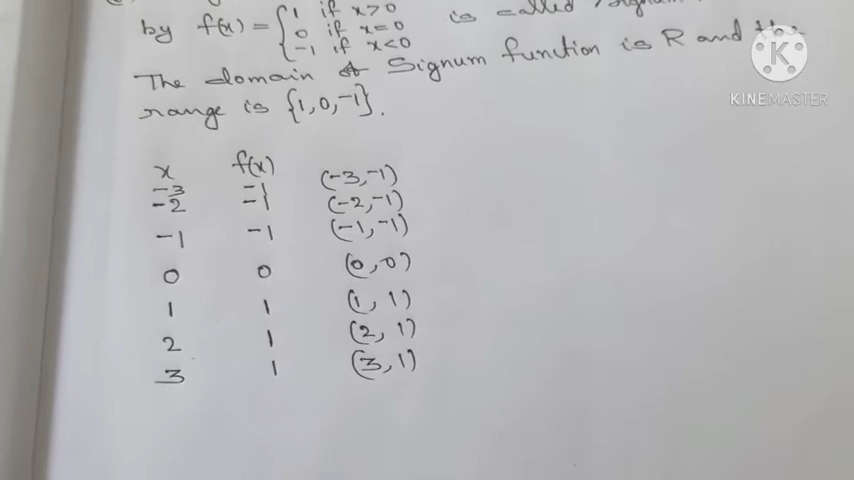 1 if x>0
by f(x) = { 0 if x=0 is called
-1 if x<0
The domain of Signum function is R and the
range is {1,0,-1}.
x f(x)
-3 -1 (-3,-1)
-2 -1 (-2,-1)
-1 -1 (-1,-1)
0 0 (0,0)
1 1 (1, 1)
2 1 (2, 1)
3 1 (3,1)
K
KINEMASTER